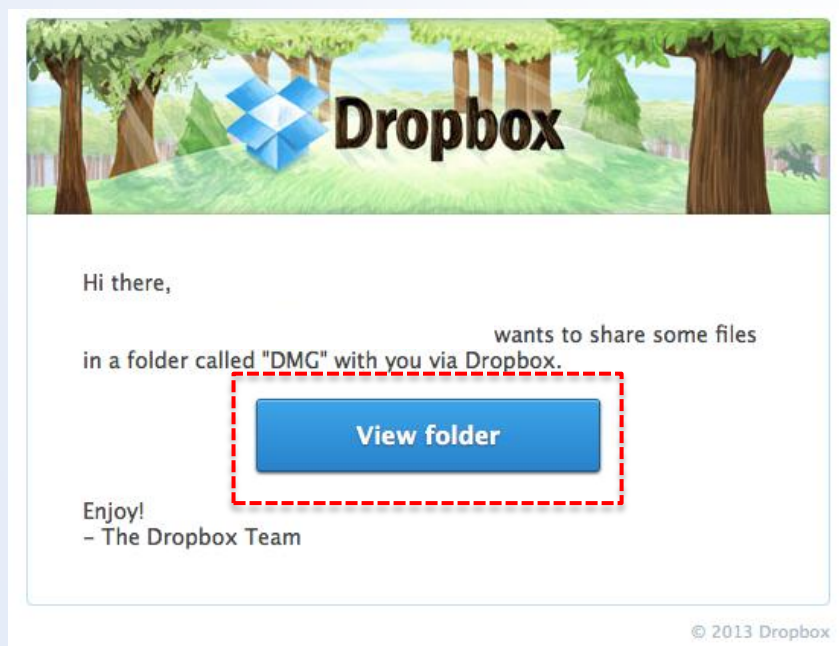 Dropbox
Hi there,
wants to share some files
in a folder called "DMG" with you via Dropbox.
View folder
Enjoy!
– The Dropbox Team
© 2013 Dropbox